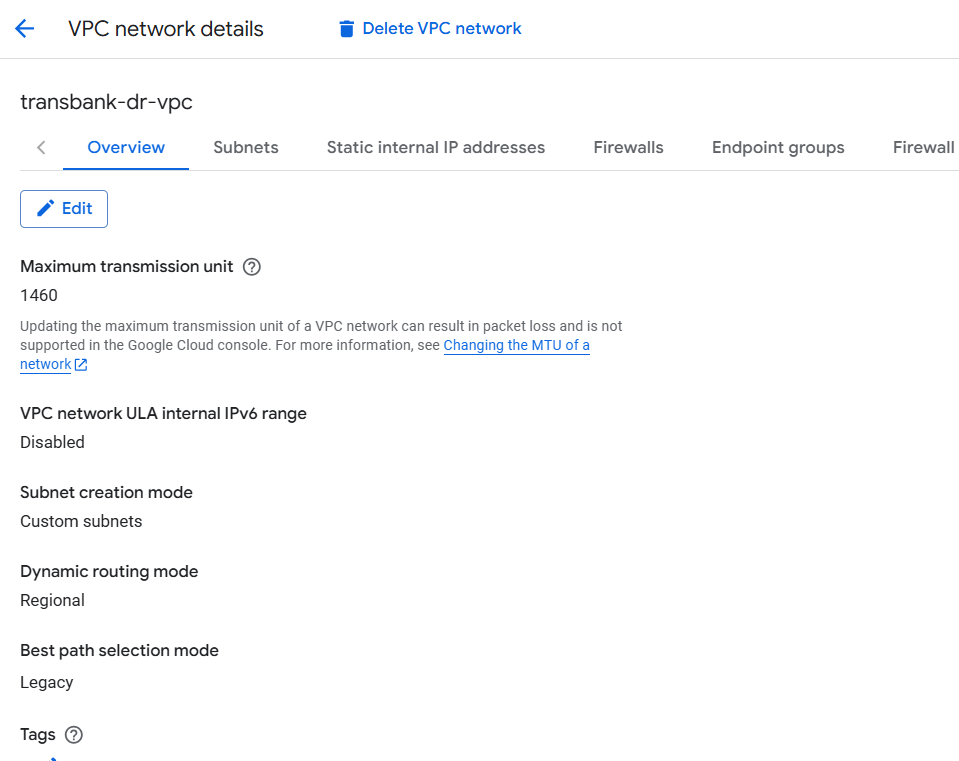 VPC network details
Delete VPC network
transbank-dr-vpc
Overview
Subnets
Static internal IP addresses
Firewalls
Endpoint groups
Firewall
Edit
Maximum transmission unit
1460
Updating the maximum transmission unit of a VPC network can result in packet loss and is not
supported in the Google Cloud console. For more information, see Changing the MTU of a
network
VPC network ULA internal IPv6 range
Disabled
Subnet creation mode
Custom subnets
Dynamic routing mode
Regional
Best path selection mode
Legacy
Tags